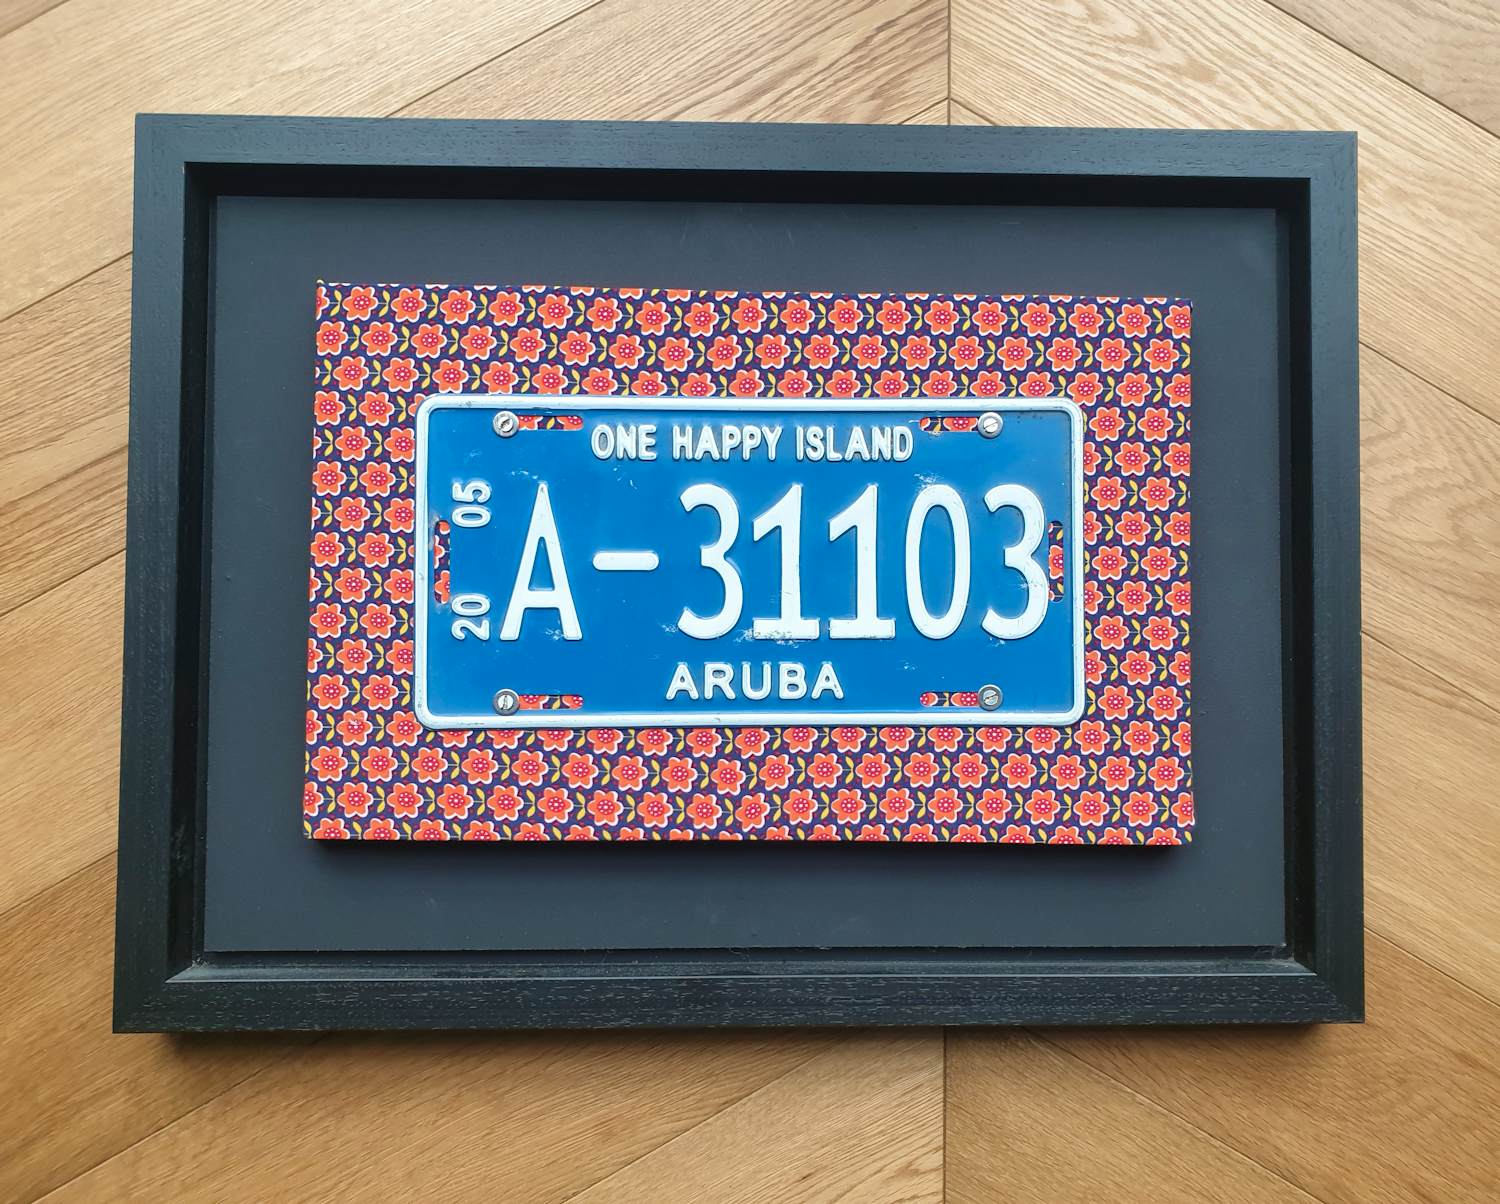 ONE HAPPY ISLAND
20 05
A-31103
ARUBA